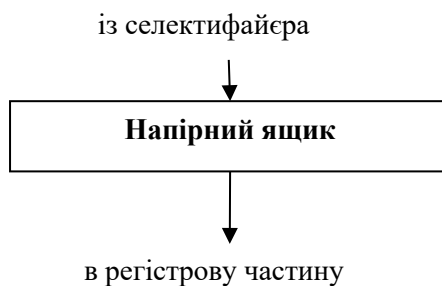 із селектифайєра
Напірний ящик
в регістрову частину